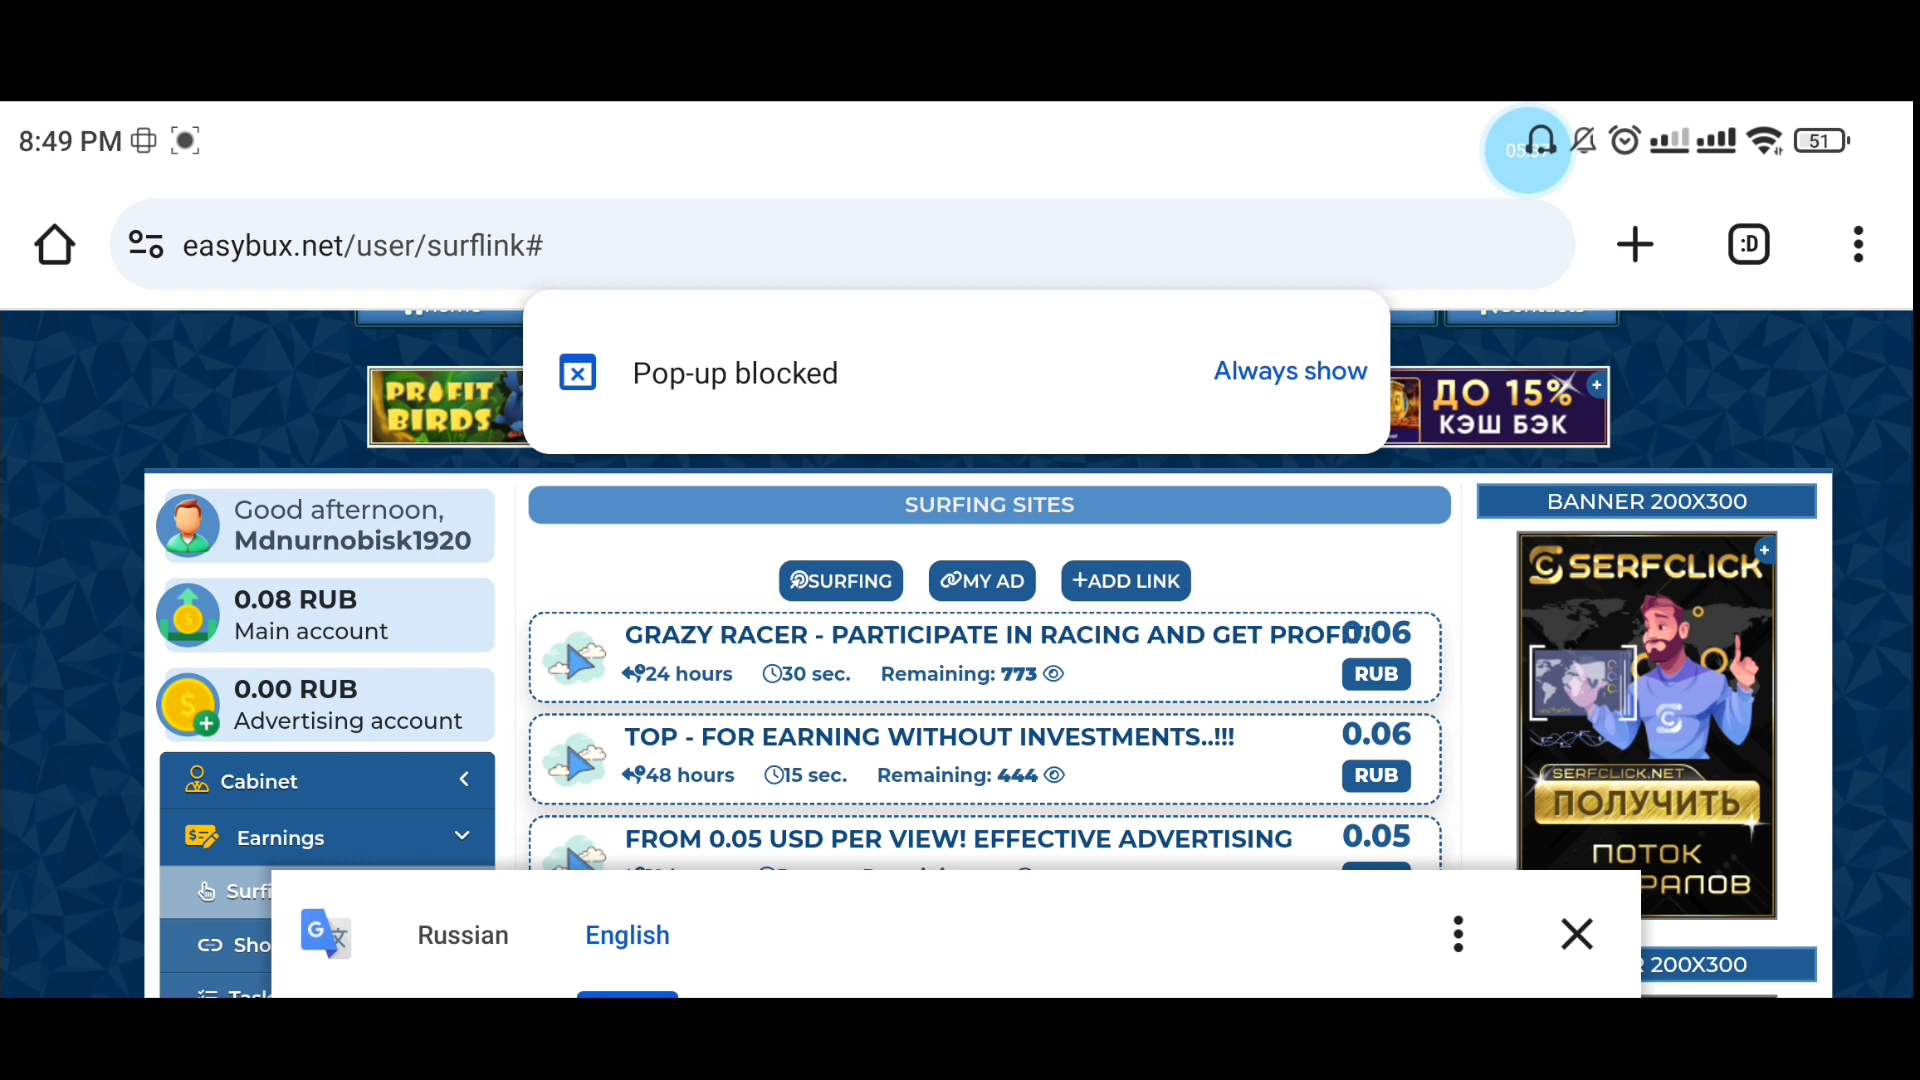 8:49 PM
51
easybux.net/user/surflink#
:D
Pop-up blocked
Always show
PROFIT
BIRDS
ДО 15%
КЭШ БЭК
Good afternoon,
Mdnurnobisk1920
0.08 RUB
Main account
0.00 RUB
Advertising account
Cabinet
Earnings
SURFING SITES
SURFING
MY AD
+ADD LINK
GRAZY RACER - PARTICIPATE IN RACING AND GET PROFIT!
0.06
24 hours
30 sec.
Remaining: 773
RUB
TOP - FOR EARNING WITHOUT INVESTMENTS..!!!
0.06
48 hours
15 sec.
Remaining: 444
RUB
FROM 0.05 USD PER VIEW! EFFECTIVE ADVERTISING
0.05
BANNER 200X300
SERFCLICK
SERFCLICK.NET
ПОЛУЧИТЬ
ПОТОК
200X300
Russian
English